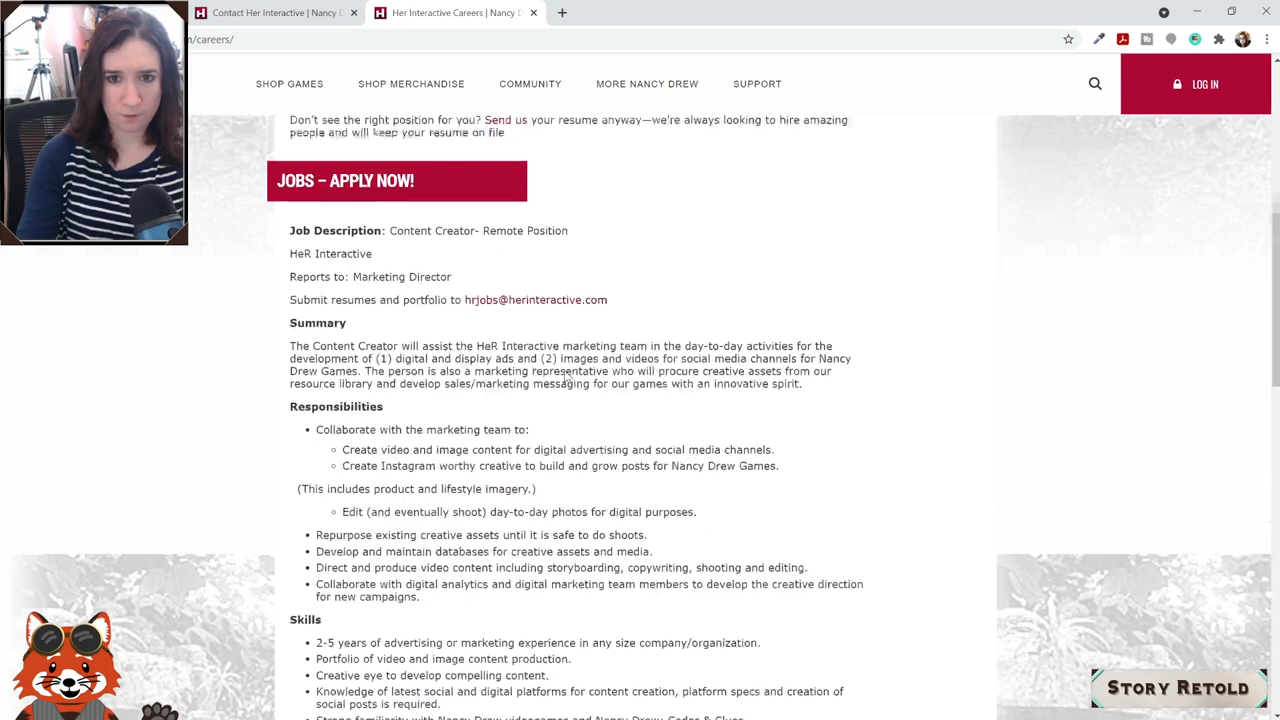 Contact Her Interactive | Nancy D
Her Interactive Careers | Nancy D
m/careers/
SHOP GAMES
SHOP MERCHANDISE
COMMUNITY
MORE NANCY DREW
SUPPORT
LOG IN
Don't see the right position for you? Send us your resume anyway—we're always looking to hire amazing
people and will keep your resume on file
JOBS – APPLY NOW!
Job Description: Content Creator- Remote Position
HeR Interactive
Reports to: Marketing Director
Submit resumes and portfolio to hrjobs@herinteractive.com
Summary
The Content Creator will assist the HeR Interactive marketing team in the day-to-day activities for the
development of (1) digital and display ads and (2) images and videos for social media channels for Nancy
Drew Games. The person is also a marketing representative who will procure creative assets from our
resource library and develop sales/marketing messaging for our games with an innovative spirit.
Responsibilities
• Collaborate with the marketing team to:
○ Create video and image content for digital advertising and social media channels.
○ Create Instagram worthy creative to build and grow posts for Nancy Drew Games.
(This includes product and lifestyle imagery.)
○ Edit (and eventually shoot) day-to-day photos for digital purposes.
• Repurpose existing creative assets until it is safe to do shoots.
• Develop and maintain databases for creative assets and media.
• Direct and produce video content including storyboarding, copywriting, shooting and editing.
• Collaborate with digital analytics and digital marketing team members to develop the creative direction
for new campaigns.
Skills
• 2-5 years of advertising or marketing experience in any size company/organization.
• Portfolio of video and image content production.
• Creative eye to develop compelling content.
• Knowledge of latest social and digital platforms for content creation, platform specs and creation of
social posts is required.
• Strong familiarity with Nancy Drew videogames and Nancy Drew Codes & Clues
STORY RETOLD